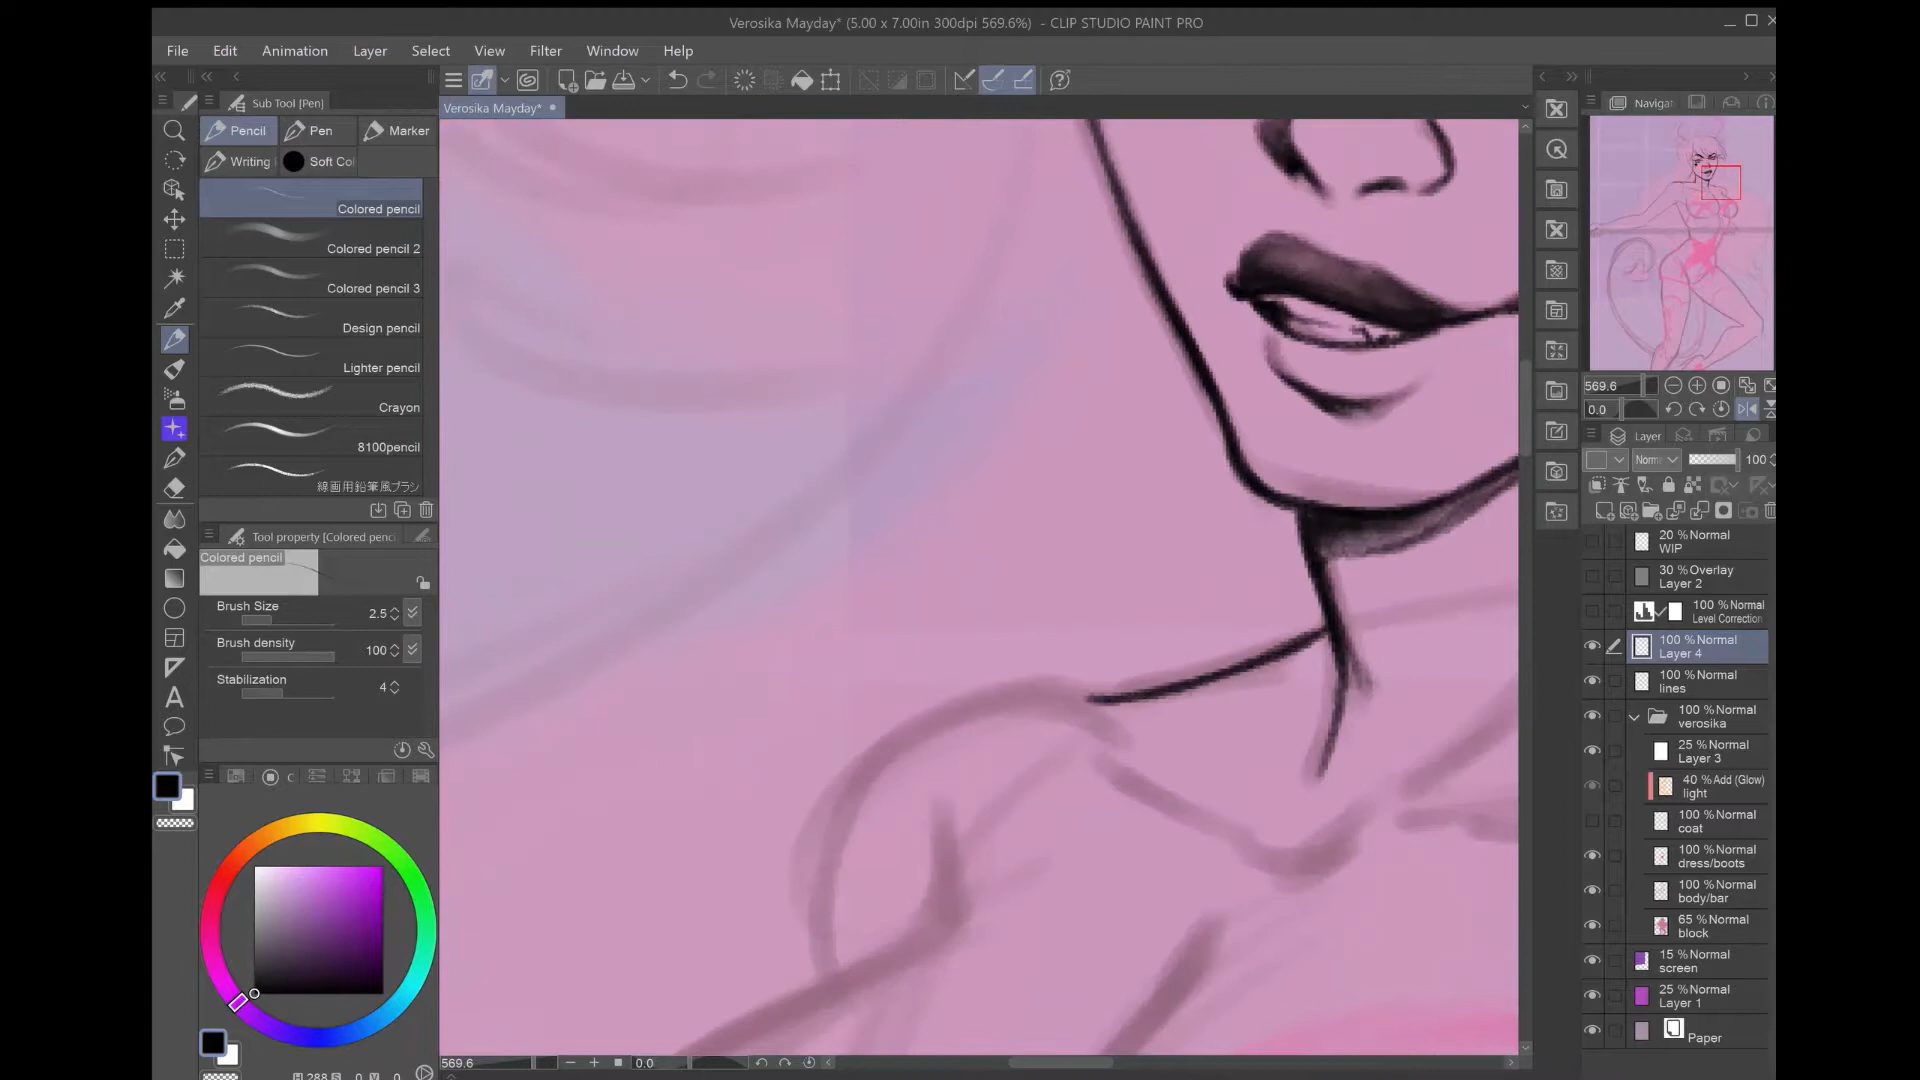 Verosika Mayday* (5.00 x 7.00in 300dpi 569.6%) - CLIP STUDIO PAINT PRO
File Edit Animation Layer Select View Filter Window Help
Sub Tool [Pen]
Verosika Mayday*
Navigat
Pencil Pen Marker
Writing Soft Col
Colored pencil
Colored pencil 2
Colored pencil 3
Design pencil
Lighter pencil
Crayon
8100pencil
線画用鉛筆風ブラシ
Tool property [Colored penci
Colored pencil
Brush Size 2.5
Brush density 100
Stabilization 4
c
H 288 S 0 V 0
569.6 0.0
569.6
0.0
Layer
Norma 100
20 %Normal
WIP
30 %Overlay
Layer 2
100 %Normal
Level Correction
100 %Normal
Layer 4
100 %Normal
lines
100 %Normal
verosika
25 %Normal
Layer 3
40 %Add (Glow)
light
100 %Normal
coat
100 %Normal
dress/boots
100 %Normal
body/bar
65 %Normal
block
15 %Normal
screen
25 %Normal
Layer 1
Paper